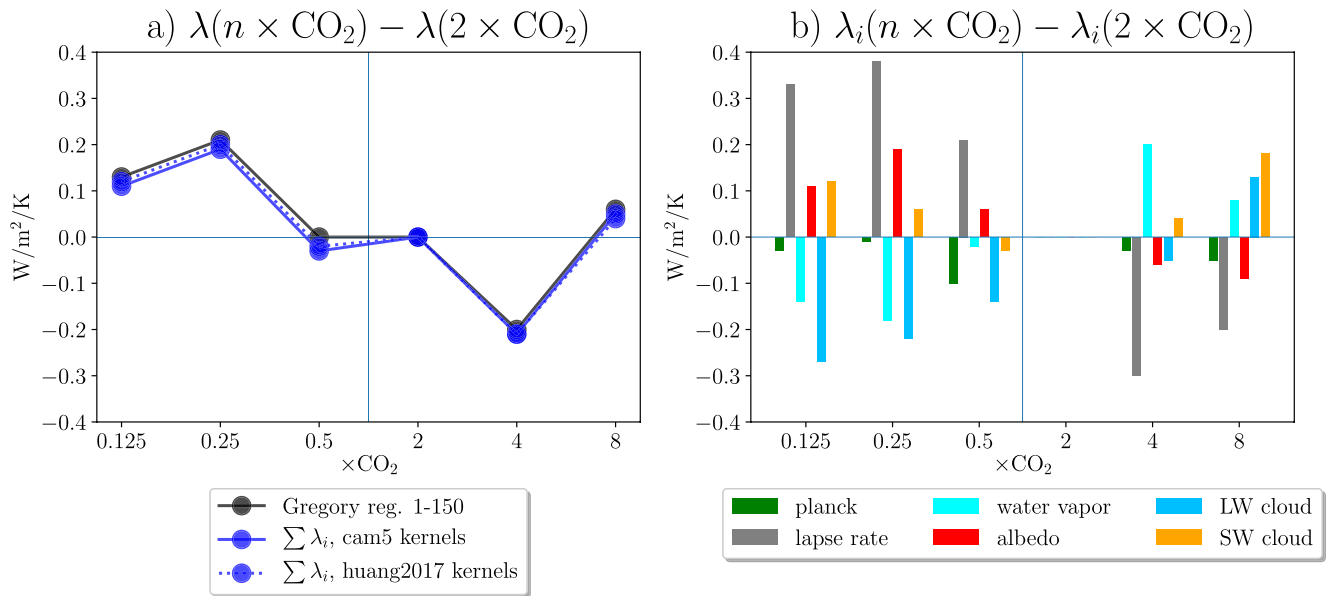 a) λ(n × CO₂) − λ(2 × CO₂)
0.4
0.3
0.2
0.1
0.0
−0.1
−0.2
−0.3
−0.4
W/m²/K
0.125 0.25 0.5 2 4 8
×CO₂
Gregory reg. 1-150
∑ λᵢ, cam5 kernels
∑ λᵢ, huang2017 kernels
b) λᵢ(n × CO₂) − λᵢ(2 × CO₂)
0.4
0.3
0.2
0.1
0.0
−0.1
−0.2
−0.3
−0.4
W/m²/K
0.125 0.25 0.5 2 4 8
×CO₂
planck water vapor LW cloud
lapse rate albedo SW cloud